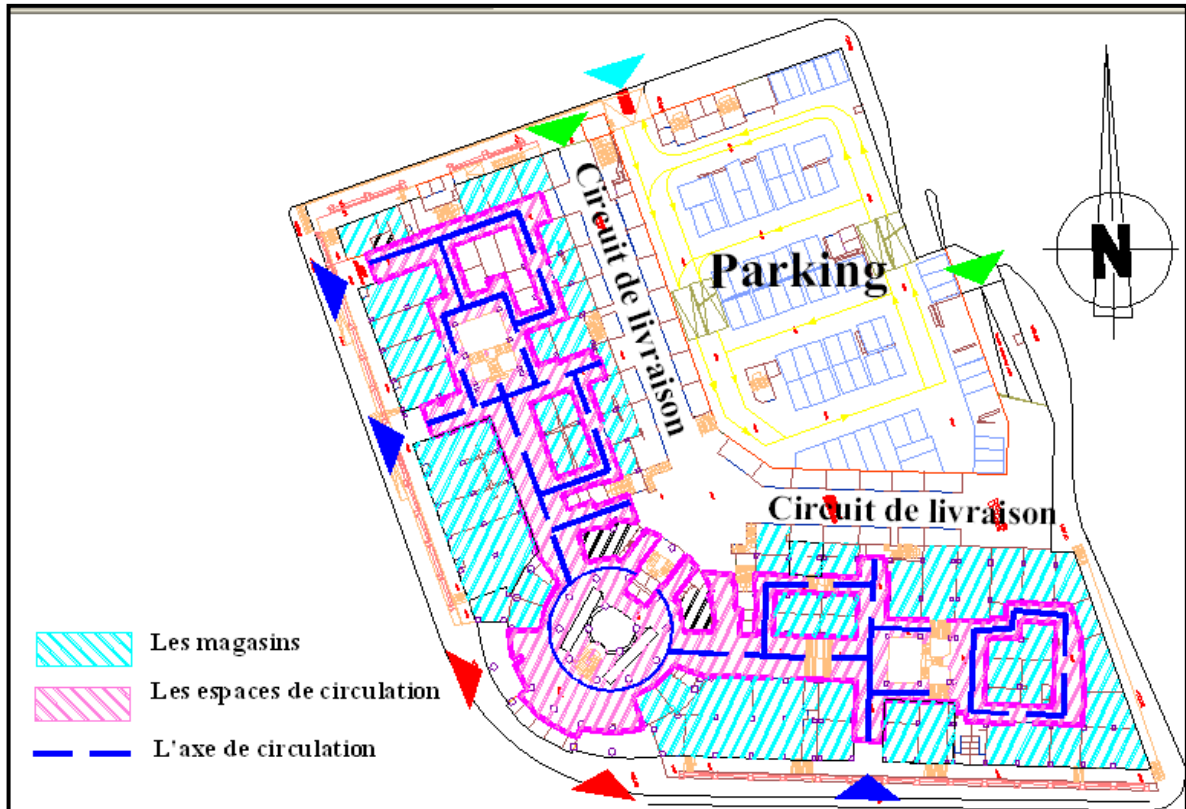 Circuit de livraison
Parking
N
Circuit de livraison
Les magasins
Les espaces de circulation
L'axe de circulation